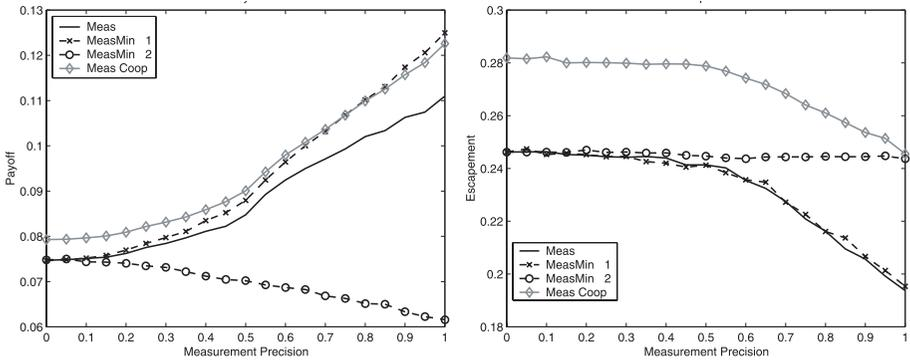 0.13
0.12
0.11
0.1
0.09
0.08
0.07
0.06
Payoff
Meas
MeasMin 1
MeasMin 2
Meas Coop
0 0.1 0.2 0.3 0.4 0.5 0.6 0.7 0.8 0.9 1
Measurement Precision
0.3
0.28
0.26
0.24
0.22
0.2
0.18
Escapement
Meas
MeasMin 1
MeasMin 2
Meas Coop
0 0.1 0.2 0.3 0.4 0.5 0.6 0.7 0.8 0.9 1
Measurement Precision